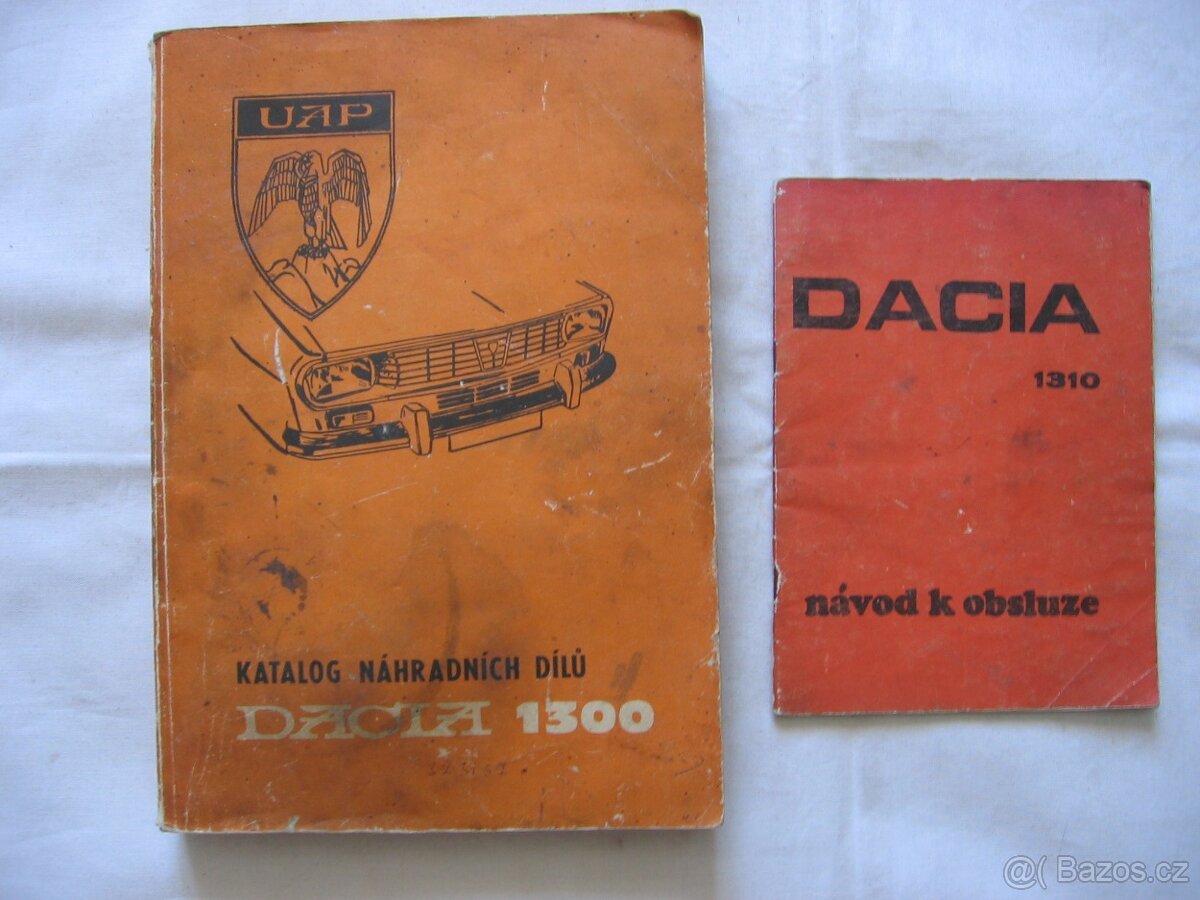 UAP
KATALOG NÁHRADNÍCH DÍLŮ
DACIA 1300
DACIA
1310
návod k obsluze
@( Bazos.cz